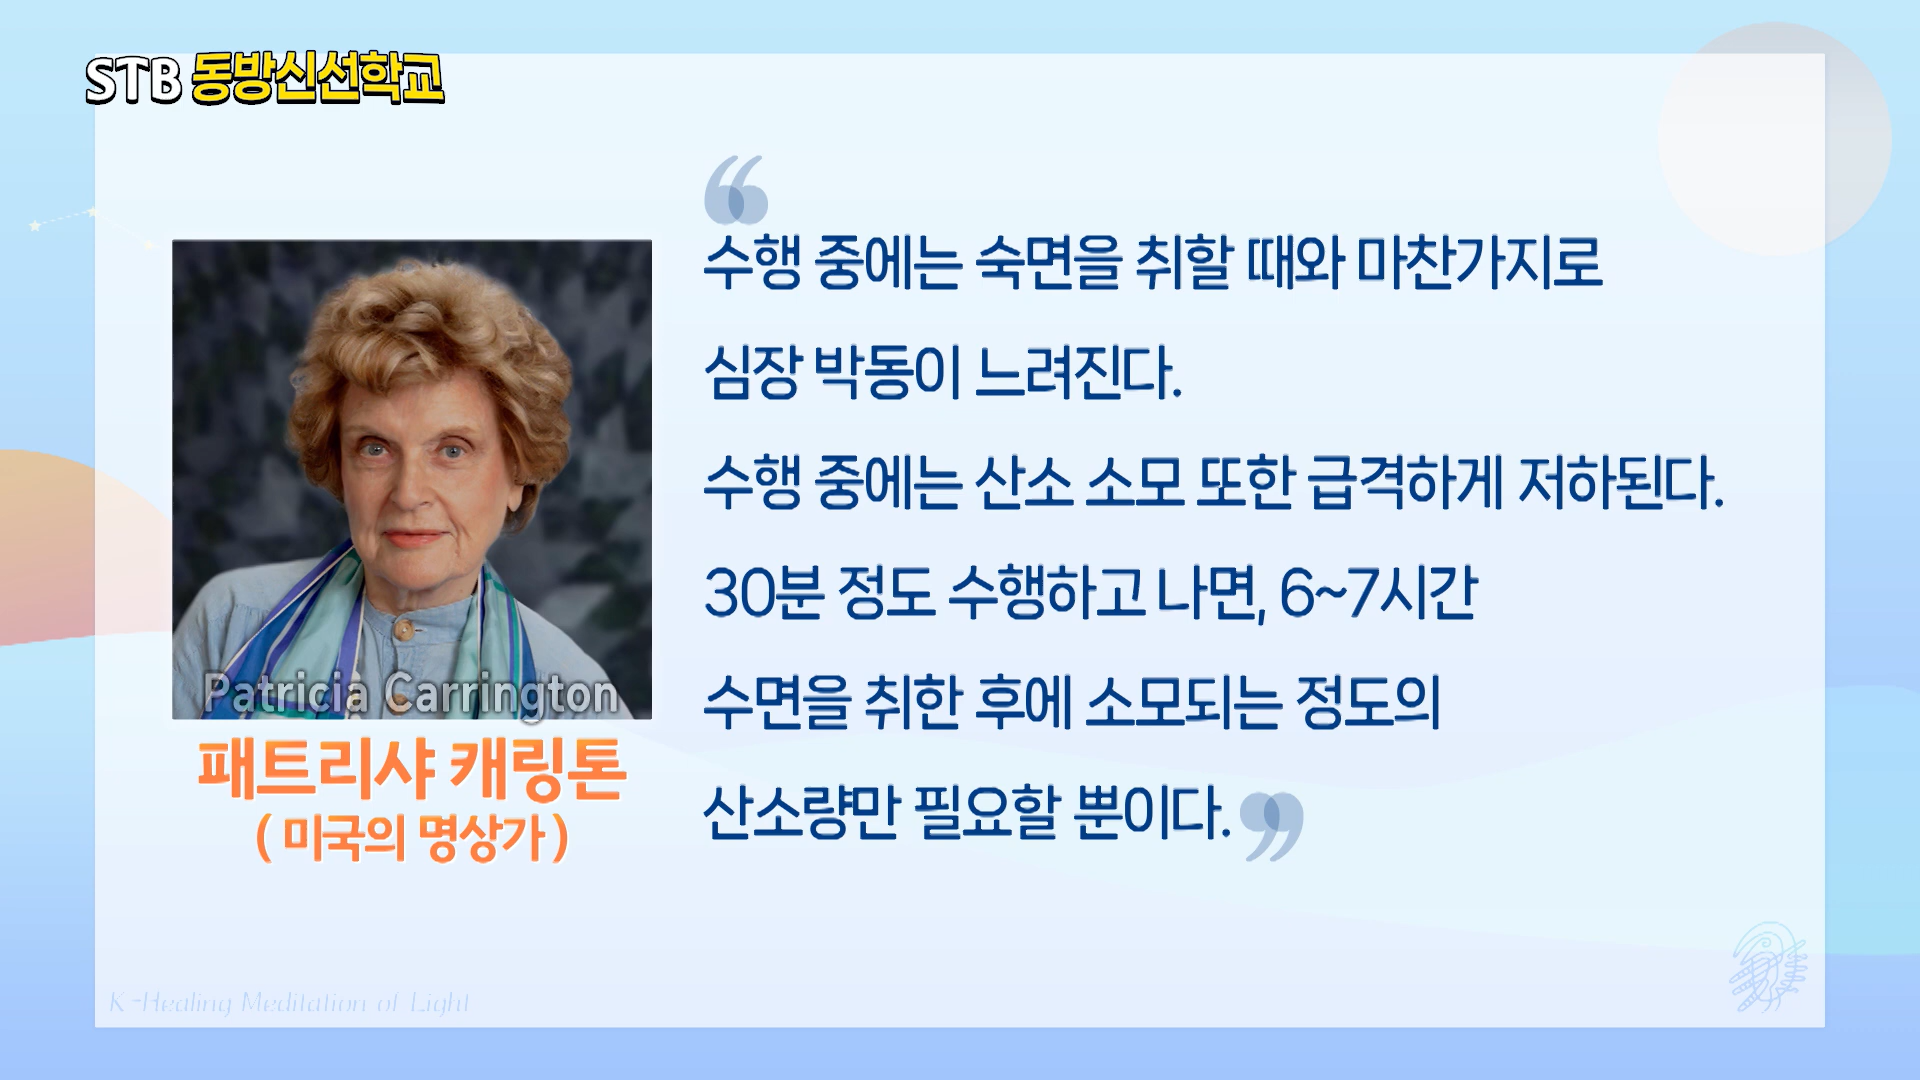 STB 동방신선학교
수행 중에는 숙면을 취할 때와 마찬가지로
심장 박동이 느려진다.
수행 중에는 산소 소모 또한 급격하게 저하된다.
30분 정도 수행하고 나면, 6~7시간
수면을 취한 후에 소모되는 정도의
산소량만 필요할 뿐이다.
Patricia Carrington
패트리샤 캐링톤
( 미국의 명상가 )
K-Healing Meditation of Light